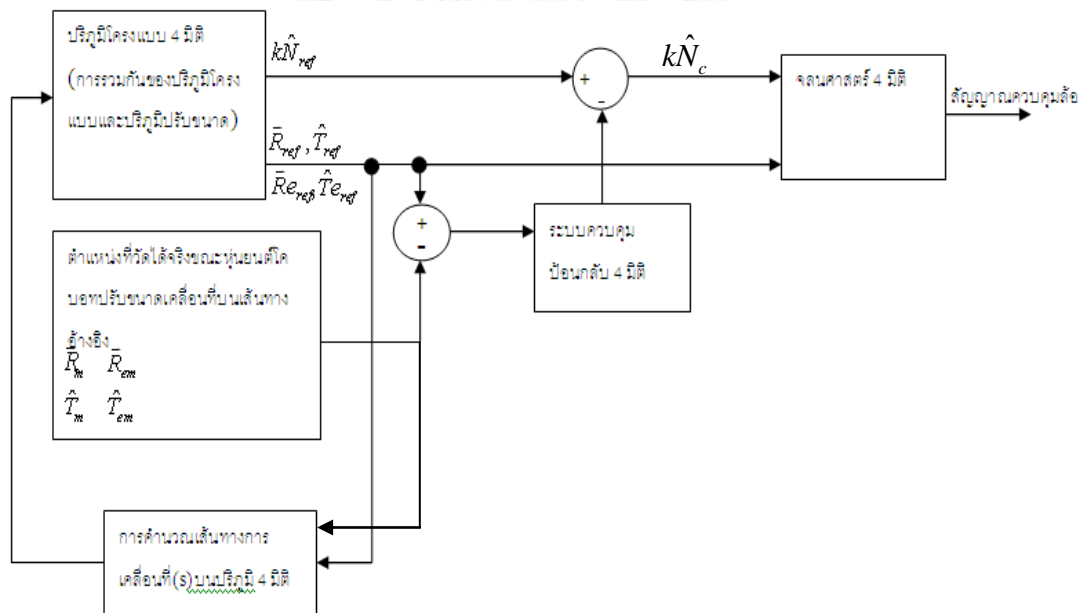 ปริภูมิโครงแบบ 4 มิติ
(การรวมกันของปริภูมิโครง
แบบและปริภูมิปรับขนาด)
kN̂ref
R̄ref , T̂ref
R̄eref, T̂eref
+
-
kN̂c
จลนศาสตร์ 4 มิติ
สัญญาณควบคุมล้อ
+
-
ระบบควบคุม
ป้อนกลับ 4 มิติ
ตำแหน่งที่วัดได้จริงขณะหุ่นยนต์โค
บอทปรับขนาดเคลื่อนที่บนเส้นทาง
อ้างอิง
R̄m R̄em
T̂m T̂em
การคำนวณเส้นทางการ
เคลื่อนที่(s)บนปริภูมิ 4 มิติ